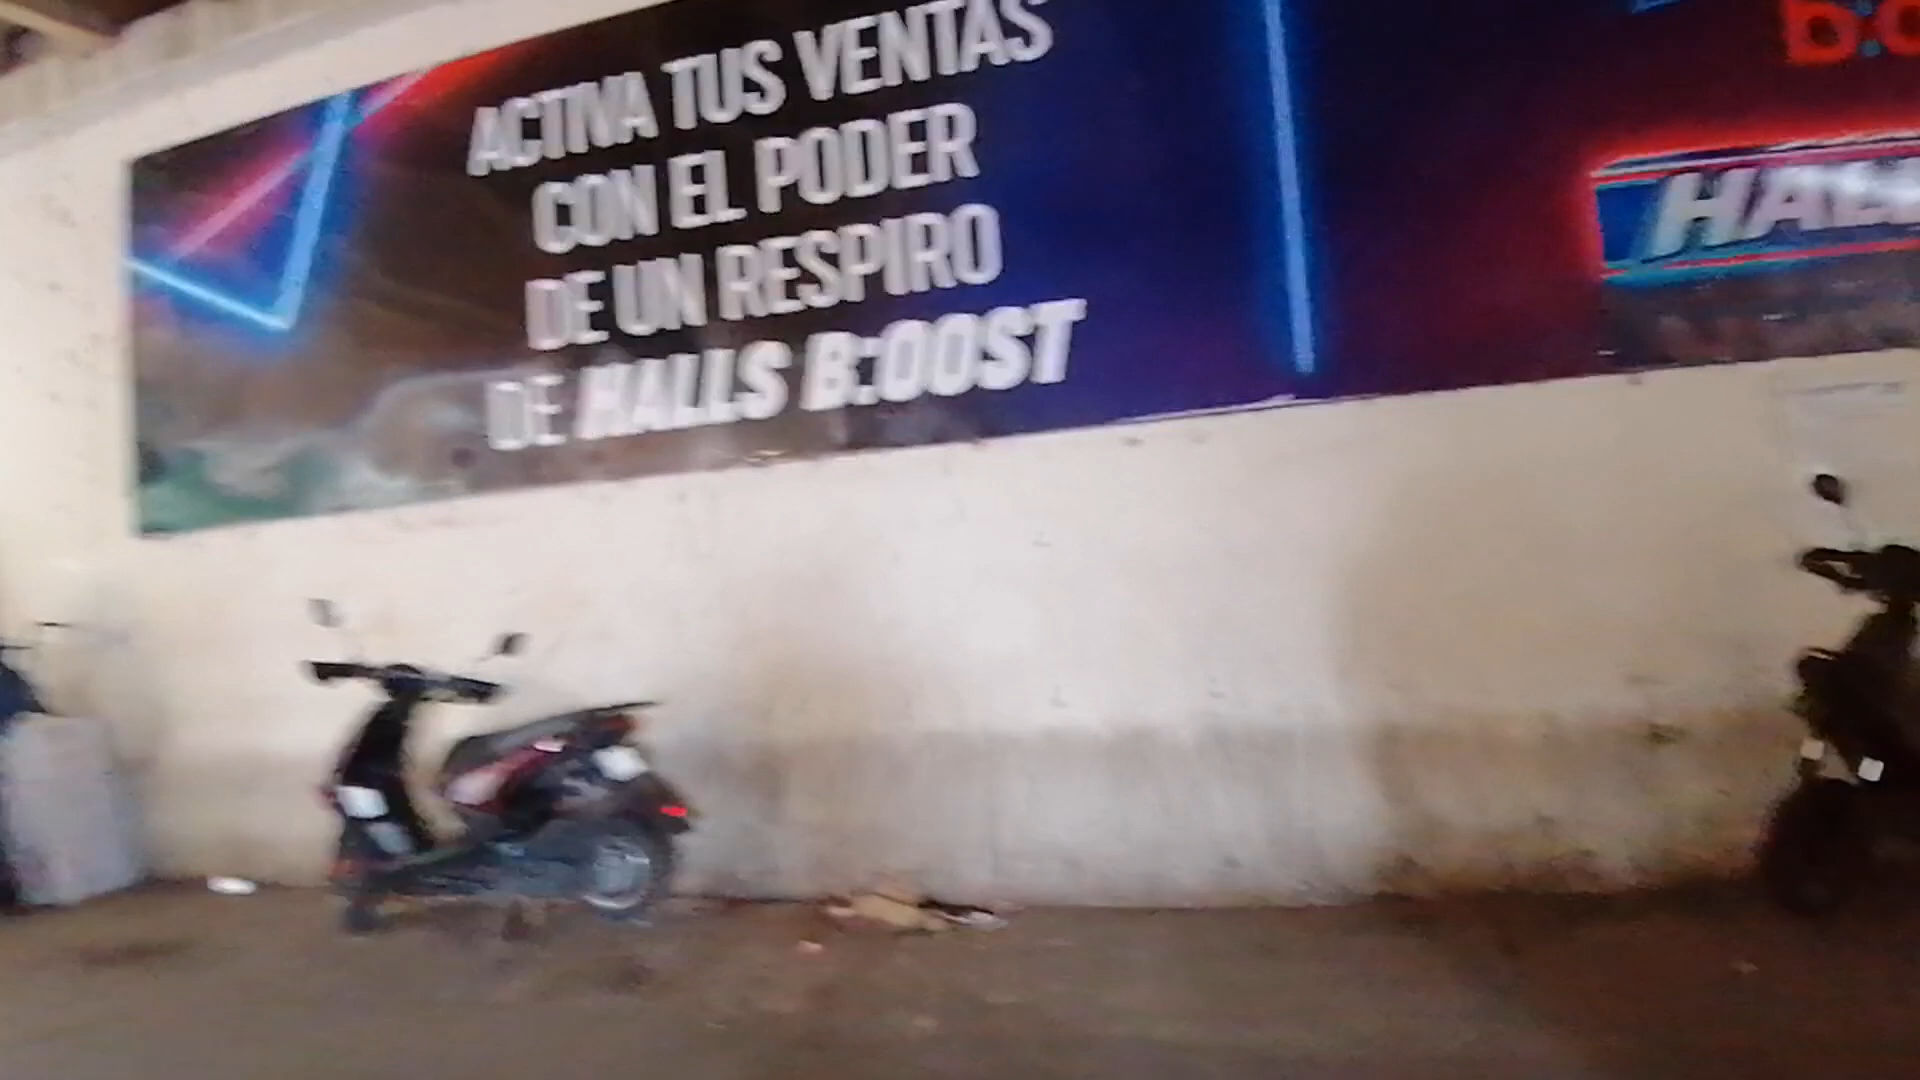 ACTIVA TUS VENTAS
CON EL PODER
DE UN RESPIRO
DE HALLS B:OOST